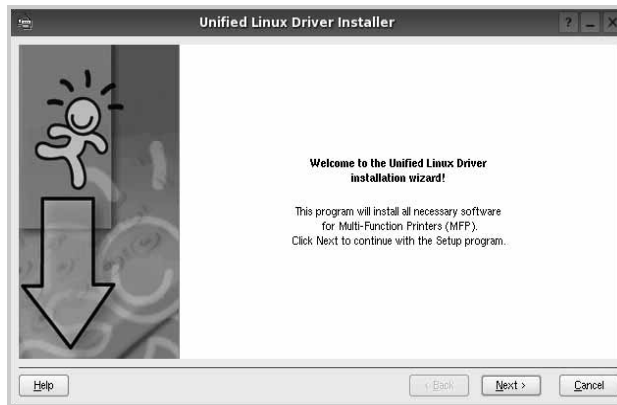 Unified Linux Driver Installer
Welcome to the Unified Linux Driver
installation wizard!
This program will install all necessary software
for Multi-Function Printers (MFP).
Click Next to continue with the Setup program.
Help
< Back
Next >
Cancel